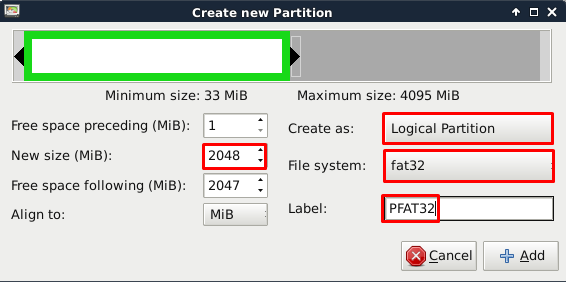 Create new Partition
Minimum size: 33 MiB Maximum size: 4095 MiB
Free space preceding (MiB): 1
Create as: Logical Partition
New size (MiB): 2048
File system: fat32
Free space following (MiB): 2047
Align to: MiB
Label: PFAT32
Cancel Add